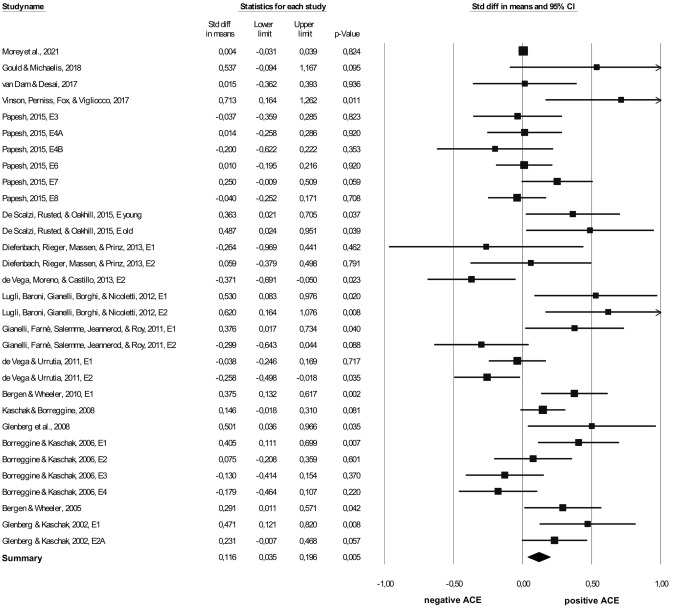 Studyname Statistics for each study Std diff in means and 95% CI
Std diff in means Lower limit Upper limit p-Value
Morey et al., 2021 0,004 -0,031 0,039 0,824
Gould & Michaelis, 2018 0,537 -0,094 1,167 0,095
van Dam & Desai, 2017 0,015 -0,362 0,393 0,936
Vinson, Perniss, Fox, & Vigliocco, 2017 0,713 0,164 1,262 0,011
Papesh, 2015, E3 -0,037 -0,359 0,285 0,823
Papesh, 2015, E4A 0,014 -0,258 0,286 0,920
Papesh, 2015, E4B -0,200 -0,622 0,222 0,353
Papesh, 2015, E6 0,010 -0,195 0,216 0,920
Papesh, 2015, E7 0,250 -0,009 0,509 0,059
Papesh, 2015, E8 -0,040 -0,252 0,171 0,708
De Scalzi, Rusted, & Oakhill, 2015, E young 0,363 0,021 0,705 0,037
De Scalzi, Rusted, & Oakhill, 2015, E old 0,487 0,024 0,951 0,039
Diefenbach, Rieger, Massen, & Prinz, 2013, E1 -0,264 -0,969 0,441 0,462
Diefenbach, Rieger, Massen, & Prinz, 2013, E2 0,059 -0,379 0,498 0,791
de Vega, Moreno, & Castillo, 2013, E2 -0,371 -0,691 -0,050 0,023
Lugli, Baroni, Gianelli, Borghi, & Nicoletti, 2012, E1 0,530 0,083 0,976 0,020
Lugli, Baroni, Gianelli, Borghi, & Nicoletti, 2012, E2 0,620 0,164 1,076 0,008
Gianelli, Farnè, Salemme, Jeannerod, & Roy, 2011, E1 0,376 0,017 0,734 0,040
Gianelli, Farnè, Salemme, Jeannerod, & Roy, 2011, E2 -0,299 -0,643 0,044 0,088
de Vega & Urrutia, 2011, E1 -0,038 -0,246 0,169 0,717
de Vega & Urrutia, 2011, E2 -0,258 -0,498 -0,018 0,035
Bergen & Wheeler, 2010, E1 0,375 0,132 0,617 0,002
Kaschak & Borreggine, 2008 0,146 -0,018 0,310 0,081
Glenberg et al., 2008 0,501 0,036 0,966 0,035
Borreggine & Kaschak, 2006, E1 0,405 0,111 0,699 0,007
Borreggine & Kaschak, 2006, E2 0,075 -0,208 0,359 0,601
Borreggine & Kaschak, 2006, E3 -0,130 -0,414 0,154 0,370
Borreggine & Kaschak, 2006, E4 -0,179 -0,464 0,107 0,220
Bergen & Wheeler, 2005 0,291 0,011 0,571 0,042
Glenberg & Kaschak, 2002, E1 0,471 0,121 0,820 0,008
Glenberg & Kaschak, 2002, E2A 0,231 -0,007 0,468 0,057
Summary 0,116 0,035 0,196 0,005
-1,00 -0,50 0,00 0,50 1,00
negative ACE positive ACE